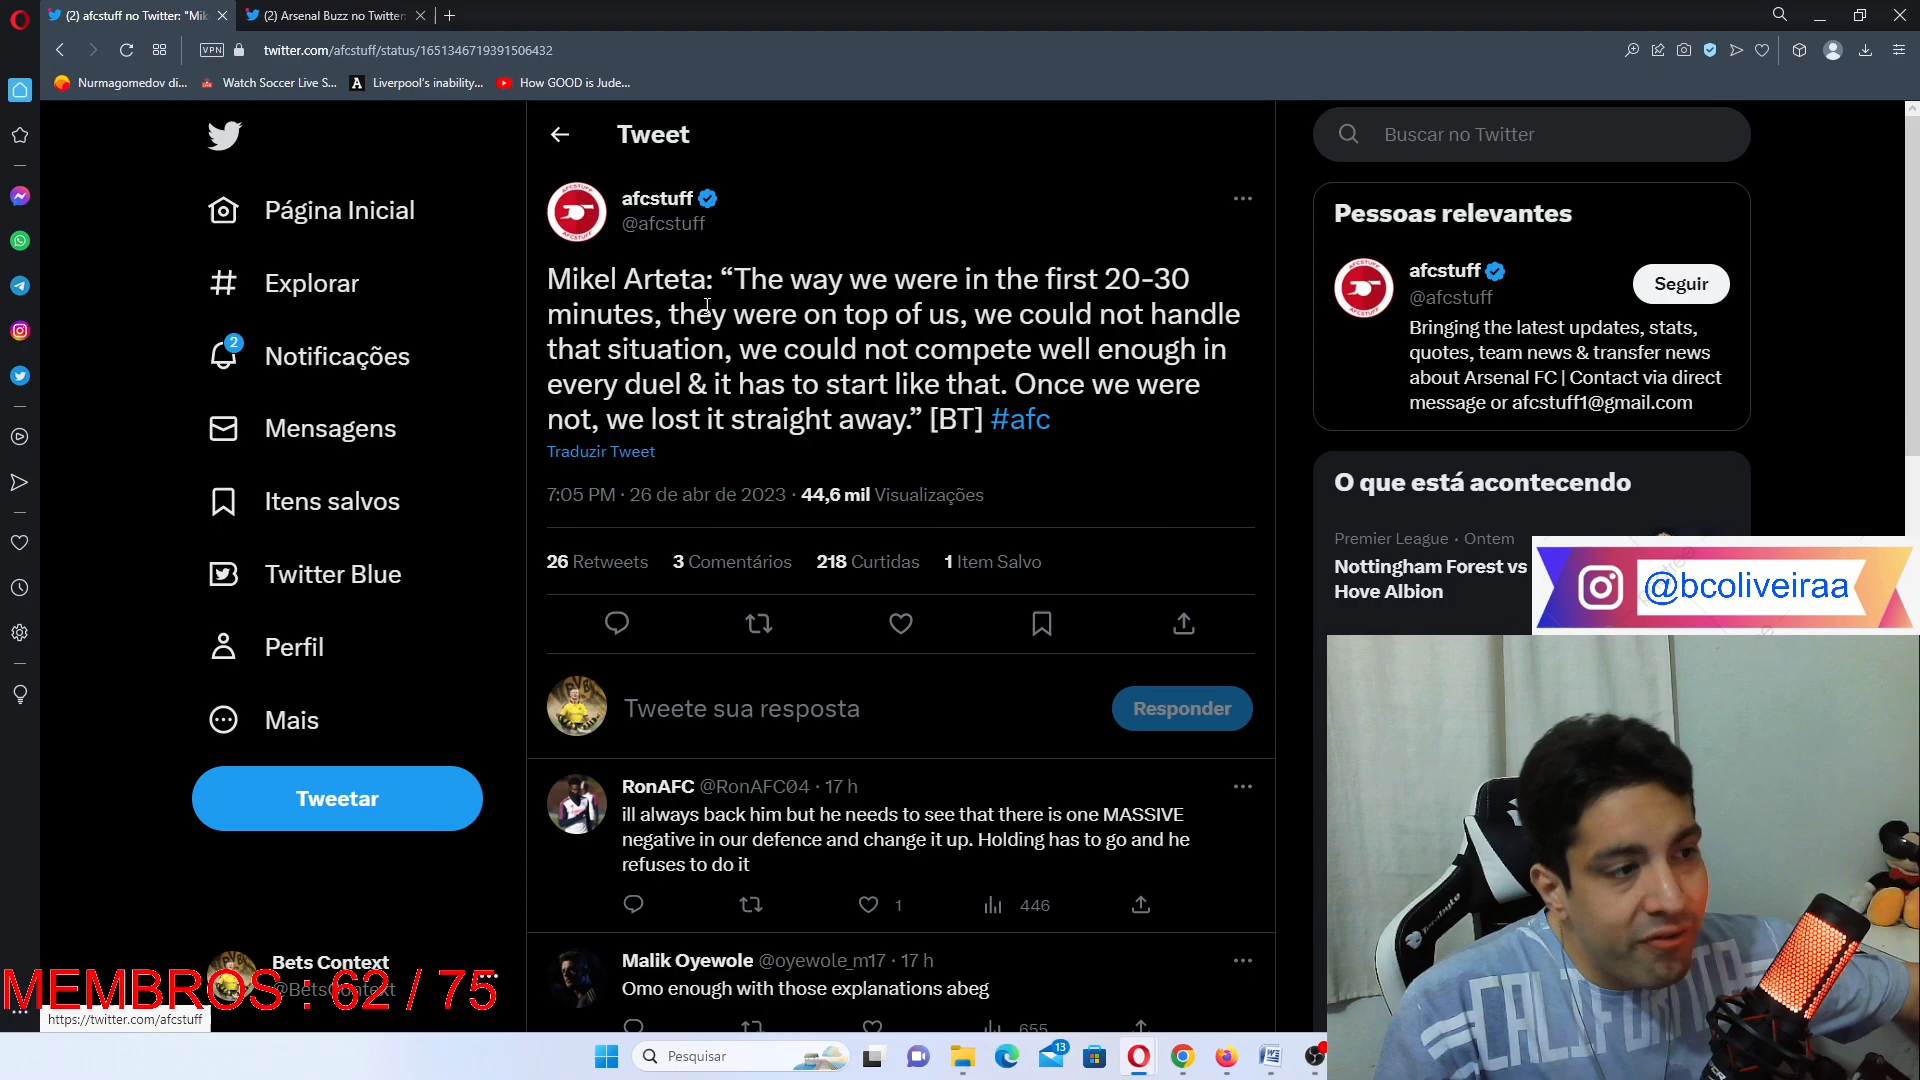 (2) afcstuff no Twitter: "Mik
(2) Arsenal Buzz no Twitter:
VPN
twitter.com/afcstuff/status/1651346719391506432
Nurmagomedov di...
Watch Soccer Live S...
Liverpool's inability...
How GOOD is Jude...
Tweet
Buscar no Twitter
Página Inicial
Explorar
2
Notificações
Mensagens
Itens salvos
Twitter Blue
Perfil
Mais
Tweetar
Bets Context
@BetsContext
MEMBROS : 62 / 75
https://twitter.com/afcstuff
afcstuff
@afcstuff
Mikel Arteta: “The way we were in the first 20-30
minutes, they were on top of us, we could not handle
that situation, we could not compete well enough in
every duel & it has to start like that. Once we were
not, we lost it straight away.” [BT] #afc
Traduzir Tweet
7:05 PM · 26 de abr de 2023 · 44,6 mil Visualizações
26 Retweets 3 Comentários 218 Curtidas 1 Item Salvo
Tweete sua resposta
Responder
RonAFC @RonAFC04 · 17 h
ill always back him but he needs to see that there is one MASSIVE
negative in our defence and change it up. Holding has to go and he
refuses to do it
1
446
Malik Oyewole @oyewole_m17 · 17 h
Omo enough with those explanations abeg
655
Pessoas relevantes
afcstuff
@afcstuff
Seguir
Bringing the latest updates, stats,
quotes, team news & transfer news
about Arsenal FC | Contact via direct
message or afcstuff1@gmail.com
O que está acontecendo
Premier League · Ontem
Nottingham Forest vs
Hove Albion
@bcoliveiraa
CALIFORNIA
Pesquisar
13